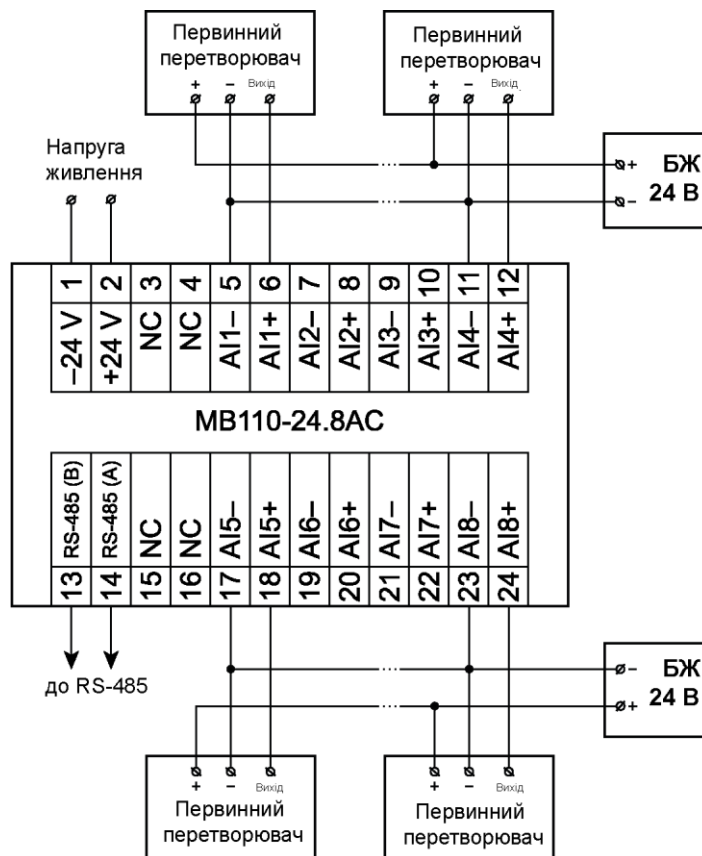 Первинний
перетворювач
+ – Вихід
Первинний
перетворювач
+ – Вихід
Напруга
живлення
+ БЖ
– 24 В
1 2 3 4 5 6 7 8 9 10 11 12
–24 V +24 V NC NC AI1– AI1+ AI2– AI2+ AI3– AI3+ AI4– AI4+
МВ110-24.8АС
RS-485 (B) RS-485 (A) NC NC AI5– AI5+ AI6– AI6+ AI7– AI7+ AI8– AI8+
13 14 15 16 17 18 19 20 21 22 23 24
до RS-485
– БЖ
+ 24 В
+ – Вихід
Первинний
перетворювач
+ – Вихід
Первинний
перетворювач